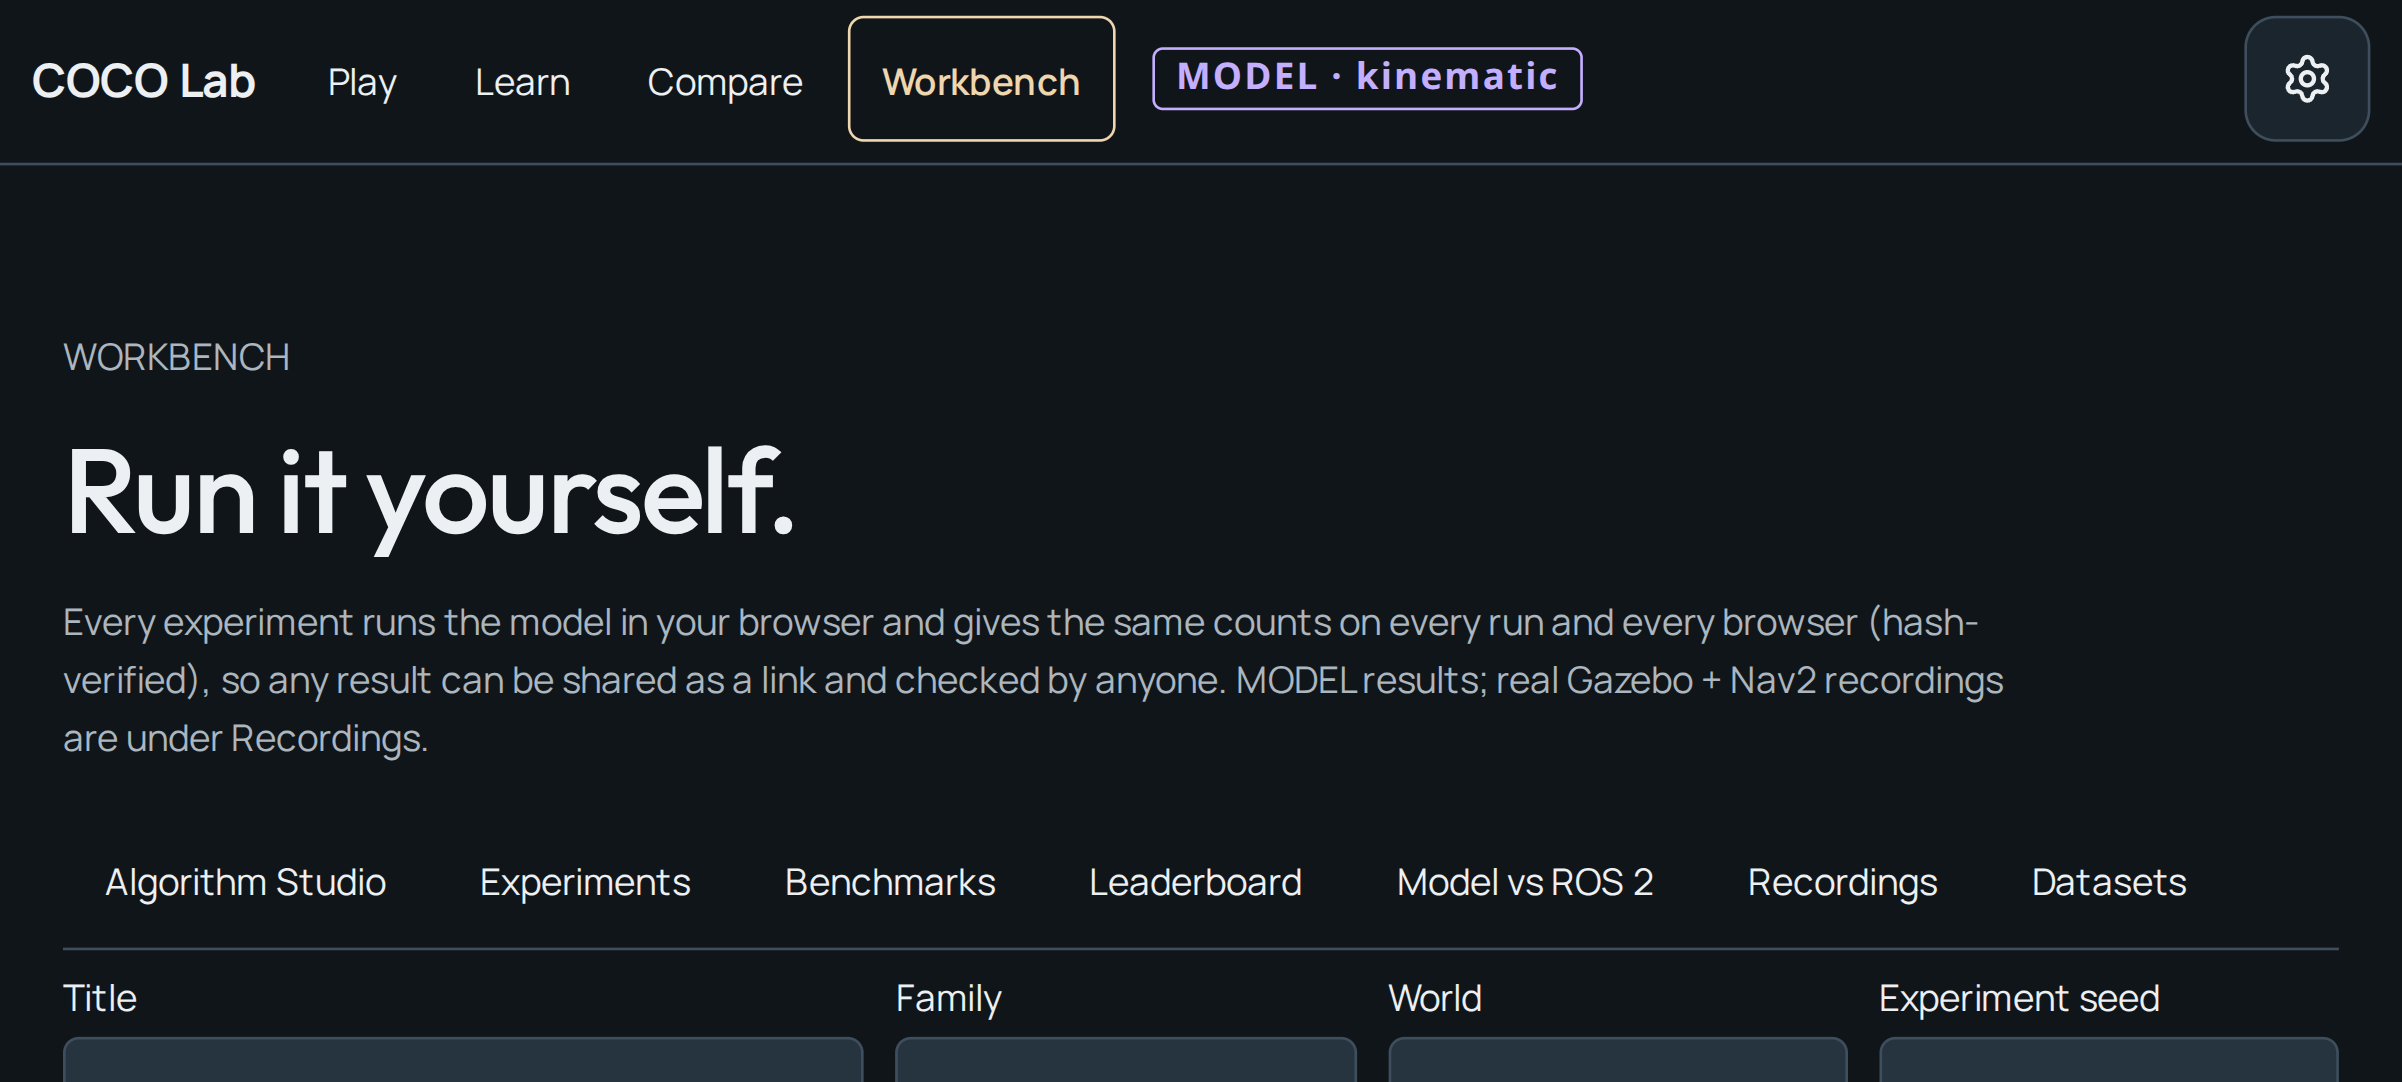 COCO Lab Play Learn Compare Workbench MODEL · kinematic
WORKBENCH
Run it yourself.
Every experiment runs the model in your browser and gives the same counts on every run and every browser (hash-
verified), so any result can be shared as a link and checked by anyone. MODEL results; real Gazebo + Nav2 recordings
are under Recordings.
Algorithm Studio Experiments Benchmarks Leaderboard Model vs ROS 2 Recordings Datasets
Title Family World Experiment seed